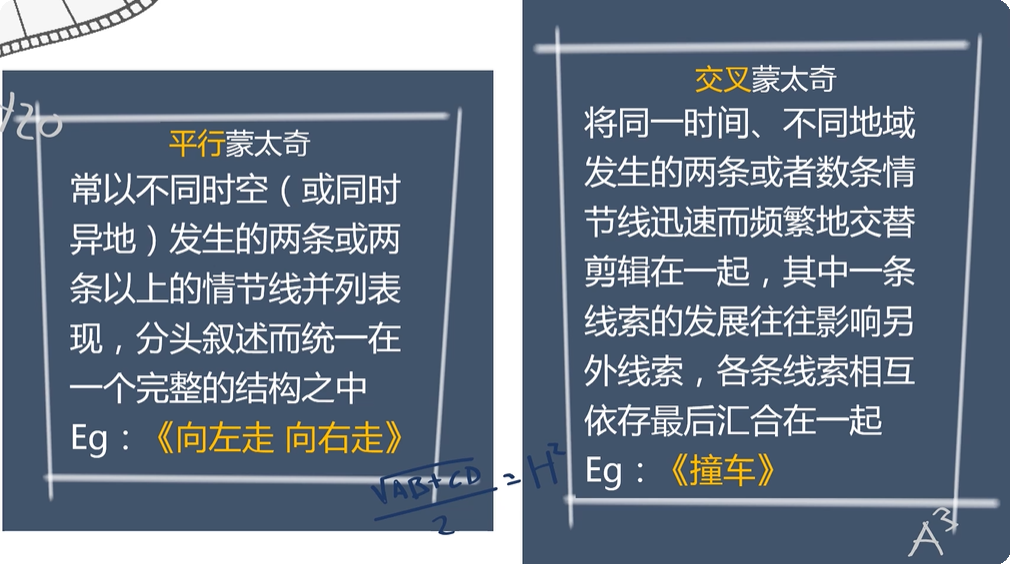 平行蒙太奇
常以不同时空（或同时
异地）发生的两条或两
条以上的情节线并列表
现，分头叙述而统一在
一个完整的结构之中
Eg：《向左走 向右走》
交叉蒙太奇
将同一时间、不同地域
发生的两条或者数条情
节线迅速而频繁地交替
剪辑在一起，其中一条
线索的发展往往影响另
外线索，各条线索相互
依存最后汇合在一起
Eg：《撞车》
√AB+CD/2=H²
A³